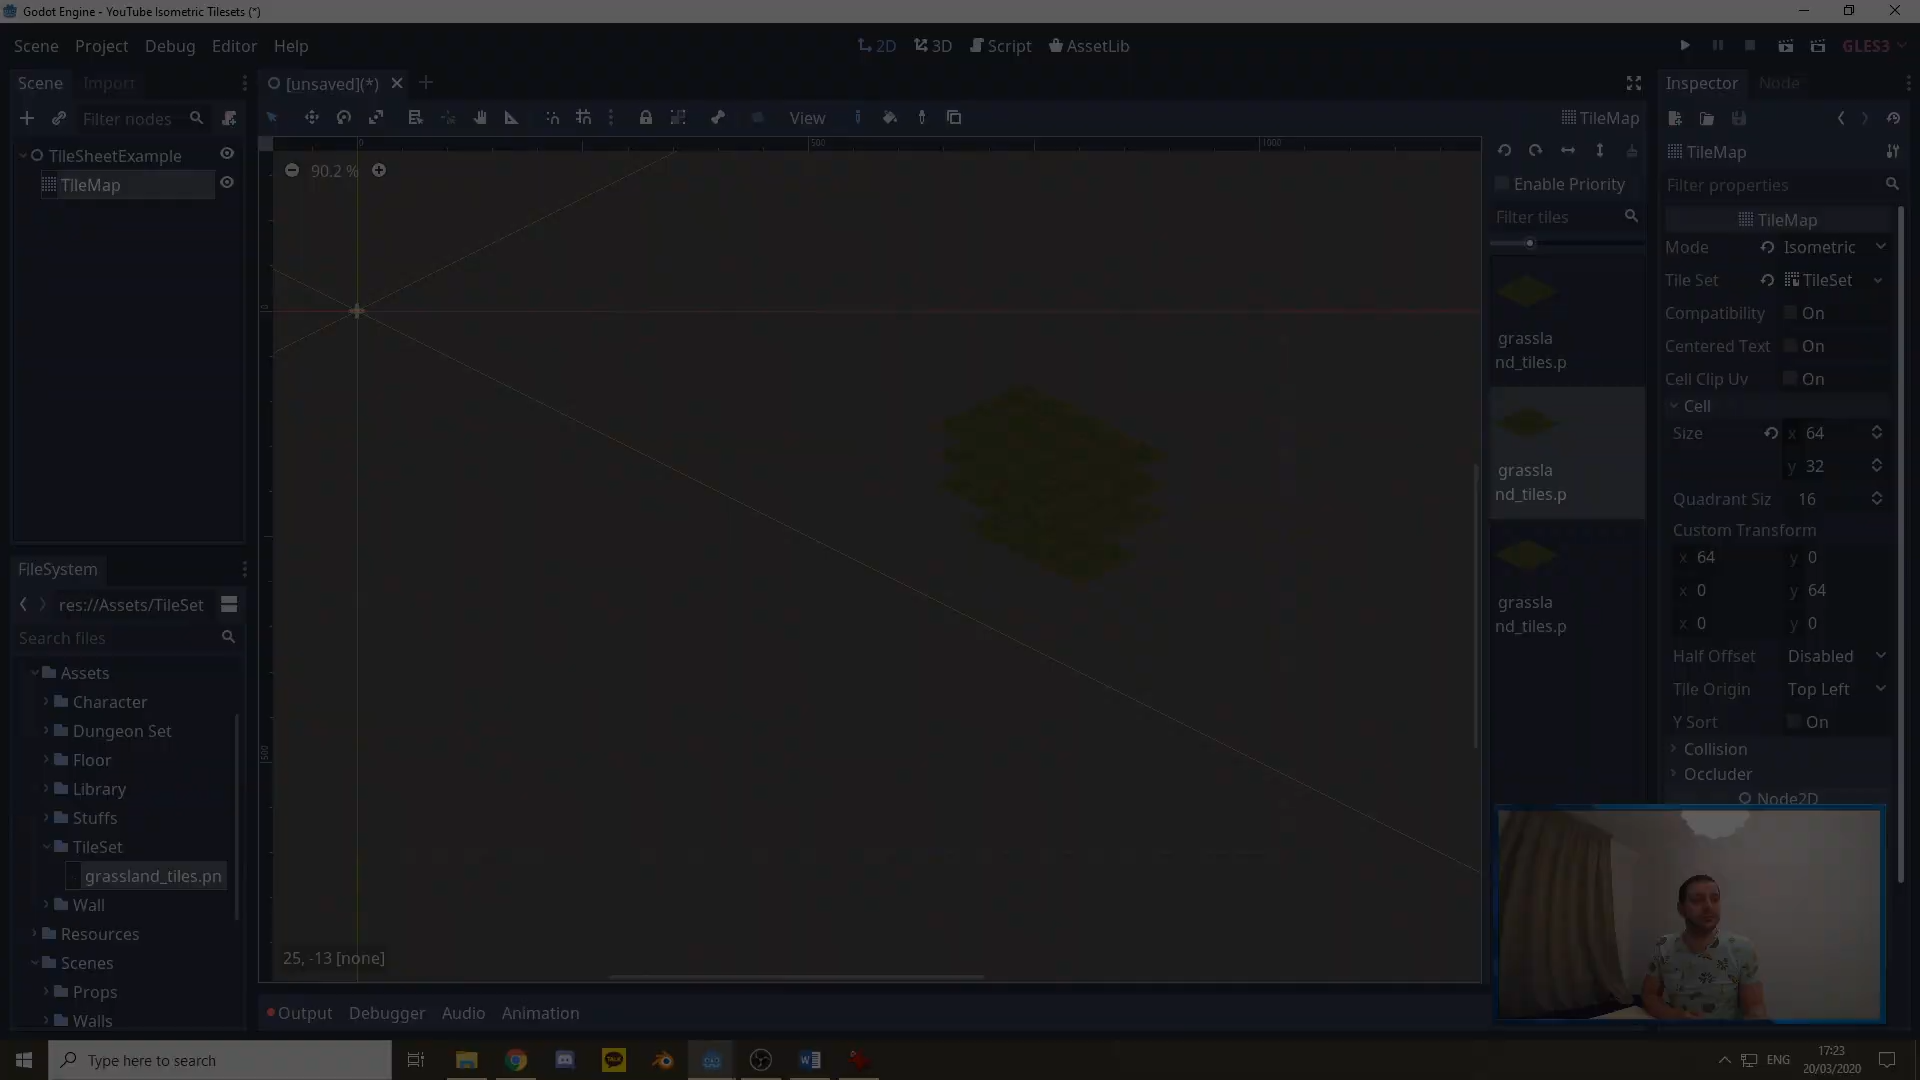 Godot Engine - YouTube Isometric Tilesets (*)
Scene Project Debug Editor Help
2D 3D Script AssetLib
GLES3
Scene Import
[unsaved](*)
Inspector Node
Filter nodes
View
TileMap
TileSheetExample
TileMap
90.2 %
0 500 1000
0
500
Enable Priority
Filter tiles
grassla
nd_tiles.p
grassla
nd_tiles.p
grassla
nd_tiles.p
TileMap
Filter properties
TileMap
Mode Isometric
Tile Set TileSet
Compatibility On
Centered Text On
Cell Clip Uv On
Cell
Size x 64
y 32
Quadrant Siz 16
Custom Transform
x 64 y 0
x 0 y 64
x 0 y 0
Half Offset Disabled
Tile Origin Top Left
Y Sort On
Collision
Occluder
Node2D
FileSystem
res://Assets/TileSet
Search files
Assets
Character
Dungeon Set
Floor
Library
Stuffs
TileSet
grassland_tiles.pn
Wall
Resources
Scenes
Props
Walls
25, -13 [none]
Output Debugger Audio Animation
Type here to search
TALK
ENG
17:23
20/03/2020